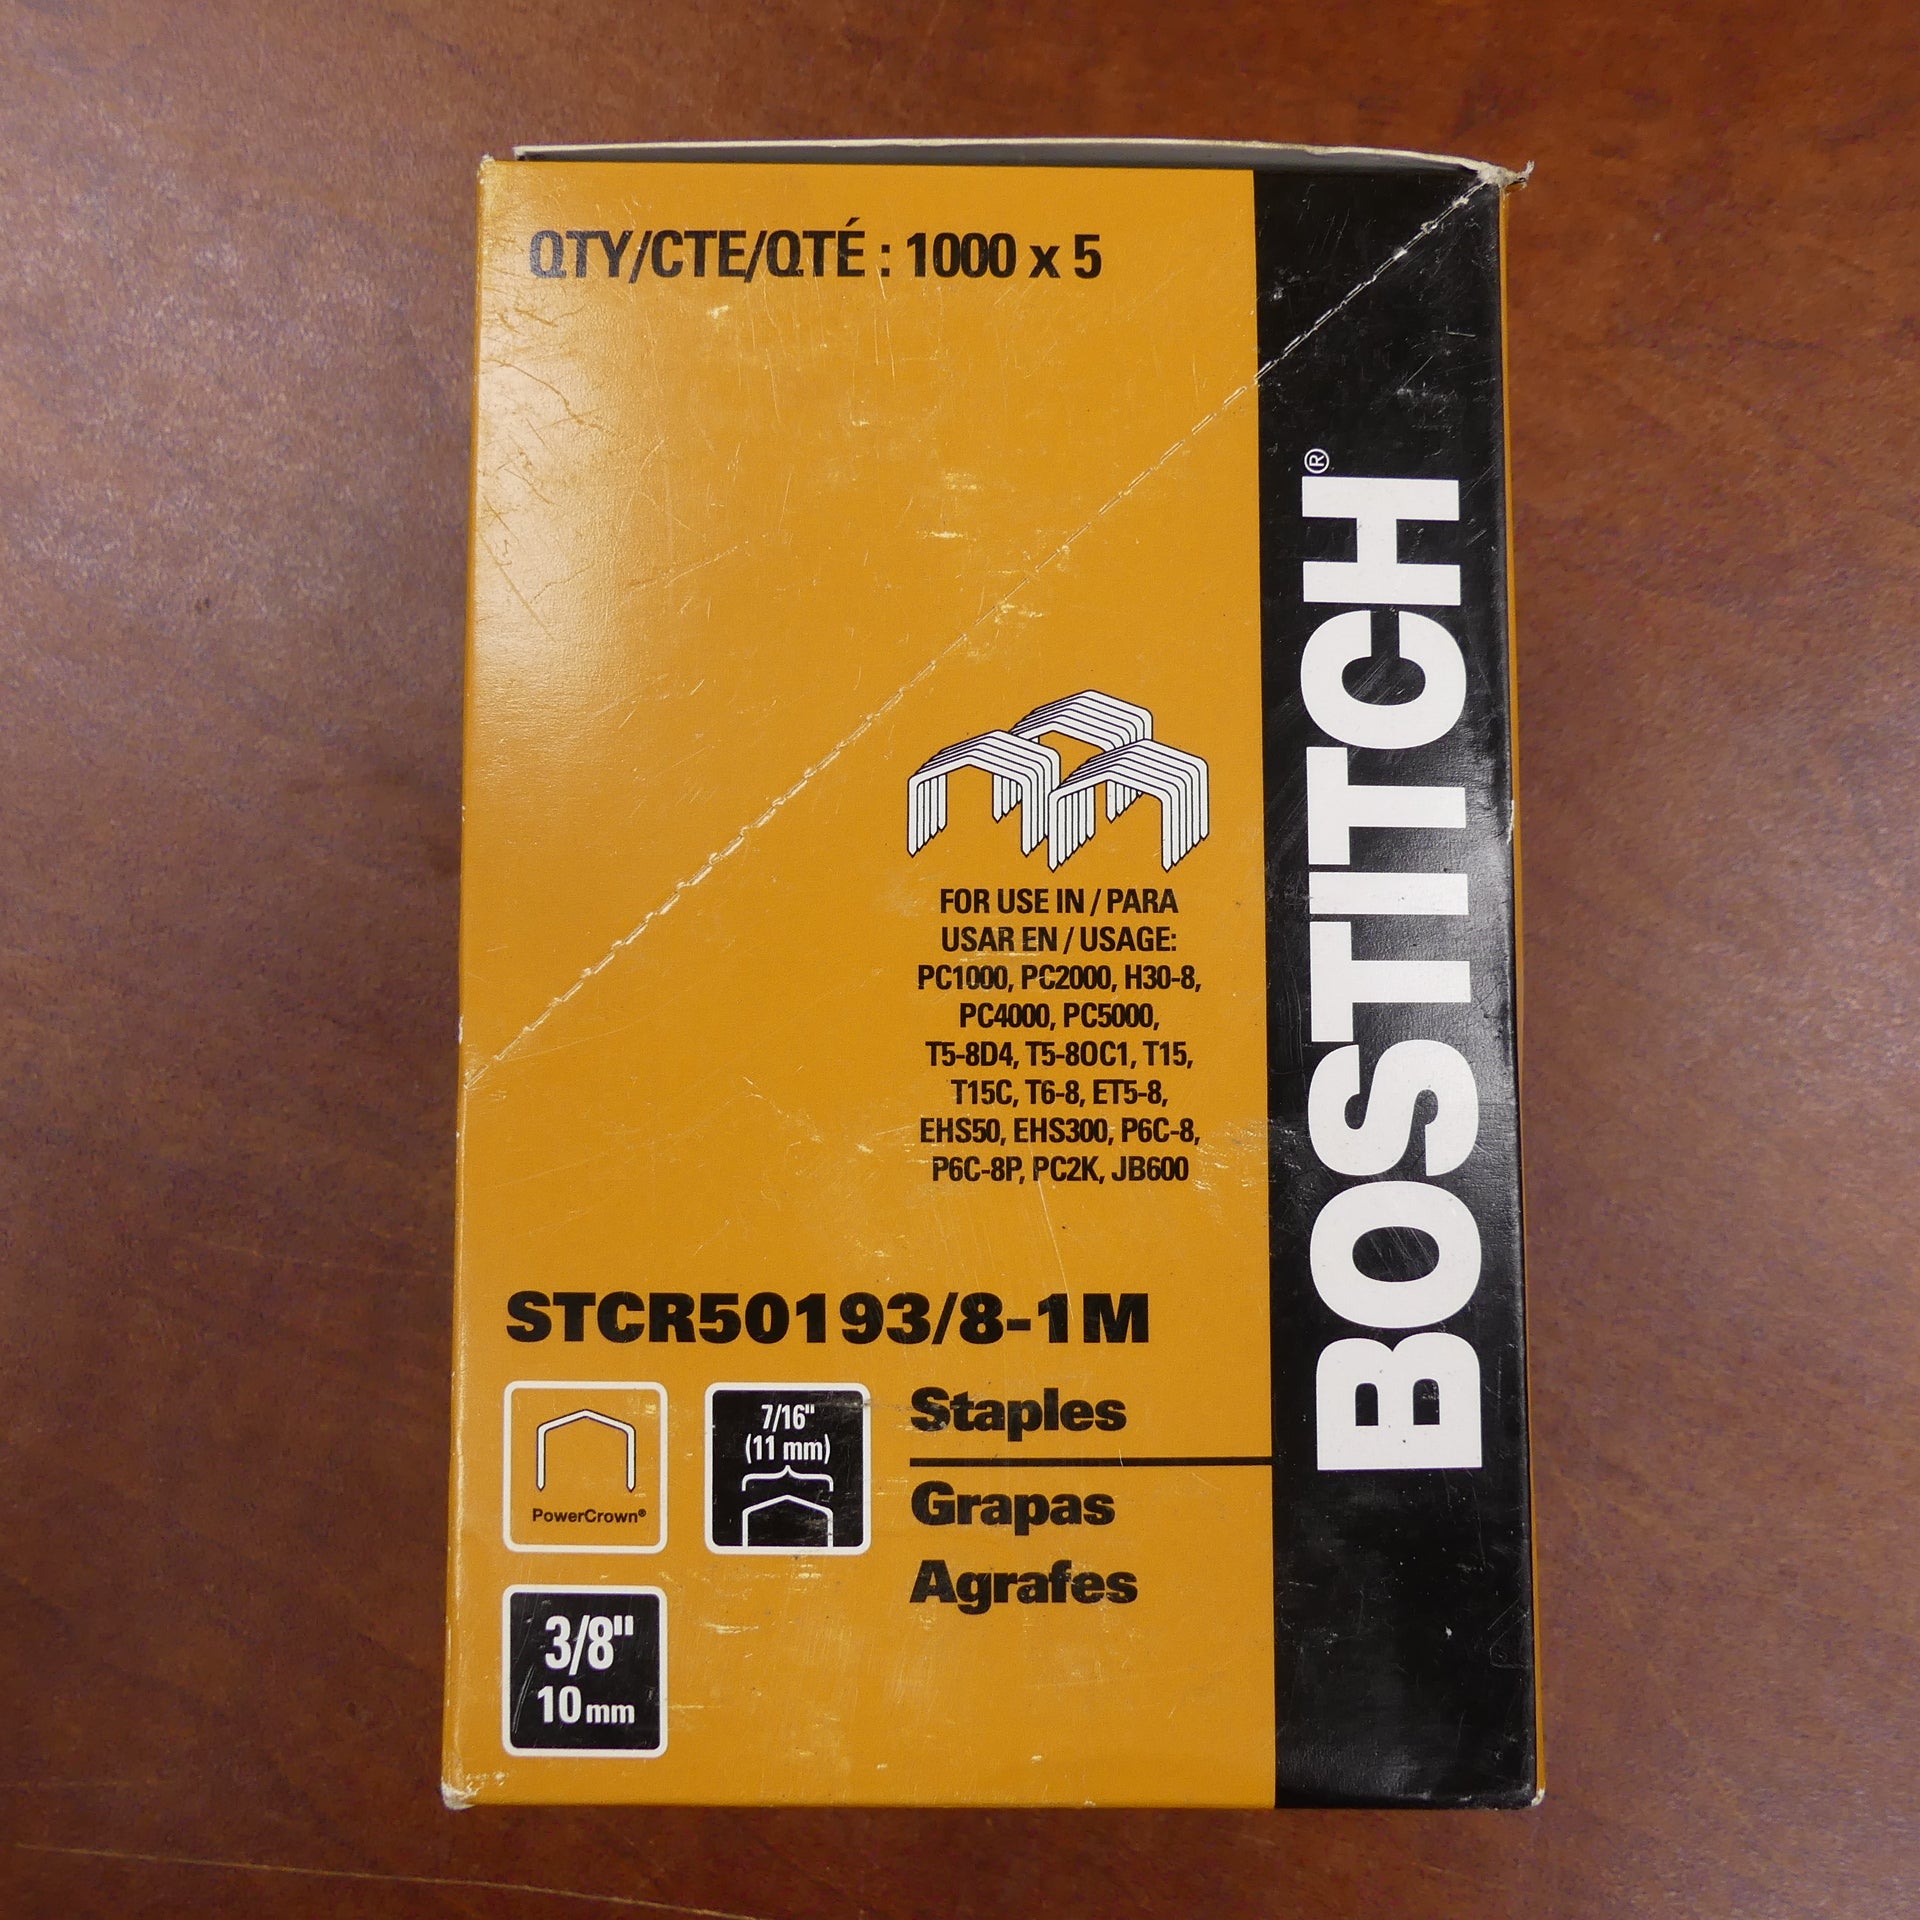 QTY/CTE/QTÉ : 1000 x 5
BOSTITCH®
FOR USE IN / PARA
USAR EN / USAGE:
PC1000, PC2000, H30-8,
PC4000, PC5000,
T5-8D4, T5-8OC1, T15,
T15C, T6-8, ET5-8,
EHS50, EHS300, P6C-8,
P6C-8P, PC2K, JB600
STCR50193/8-1M
PowerCrown®
7/16"
(11 mm)
Staples
Grapas
Agrafes
3/8"
10 mm